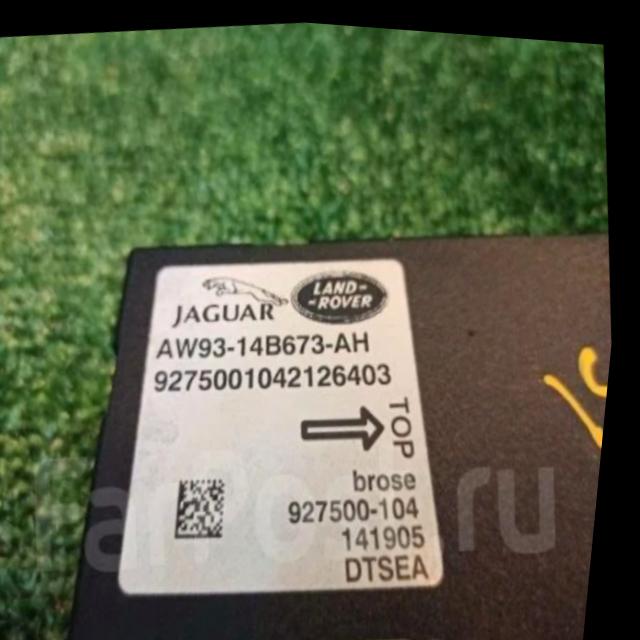 JAGUAR
LAND-
-ROVER
AW93-14B673-AH
9275001042126403
TOP
brose
927500-104
141905
DTSEA